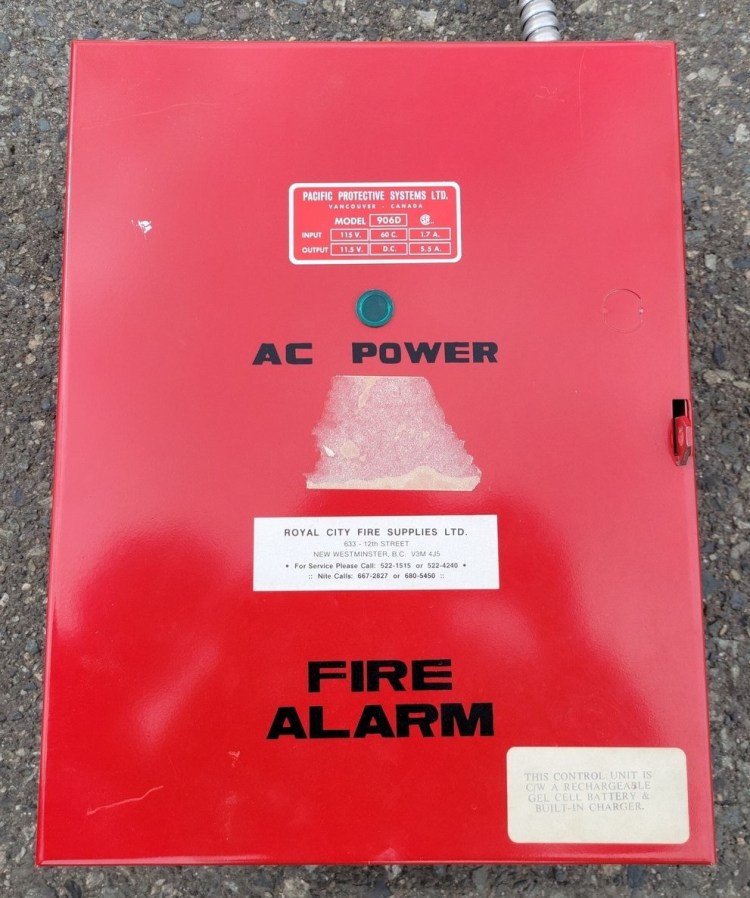 PACIFIC PROTECTIVE SYSTEMS LTD.
VANCOUVER - CANADA
MODEL 906D
INPUT 115 V. 60 C. 1.7 A.
OUTPUT 11.5 V. D.C. 5.5 A.
AC POWER
ROYAL CITY FIRE SUPPLIES LTD.
633 - 12th STREET
NEW WESTMINSTER, B.C. V3M 4J5
• For Service Please Call: 522-1515 or 522-4240 •
:: Nite Calls: 667-2827 or 680-5450 ::
FIRE
ALARM
THIS CONTROL UNIT IS
C/W A RECHARGEABLE
GEL CELL BATTERY &
BUILT-IN CHARGER.